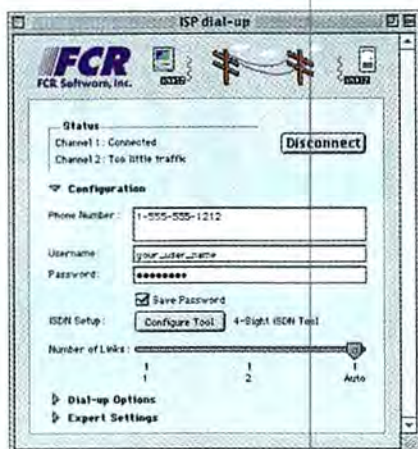 ISP dial-up
FCR
FCR Software, Inc.
Status
Channel 1 : Connected
Channel 2 : Too little traffic
Disconnect
Configuration
Phone Number :
1-555-555-1212
Username :
your_user_name
Password :
●●●●●●●●
Save Password
ISDN Setup :
Configure Tool
4-Sight ISDN Tool
Number of Links :
1
2
Auto
Dial-up Options
Expert Settings